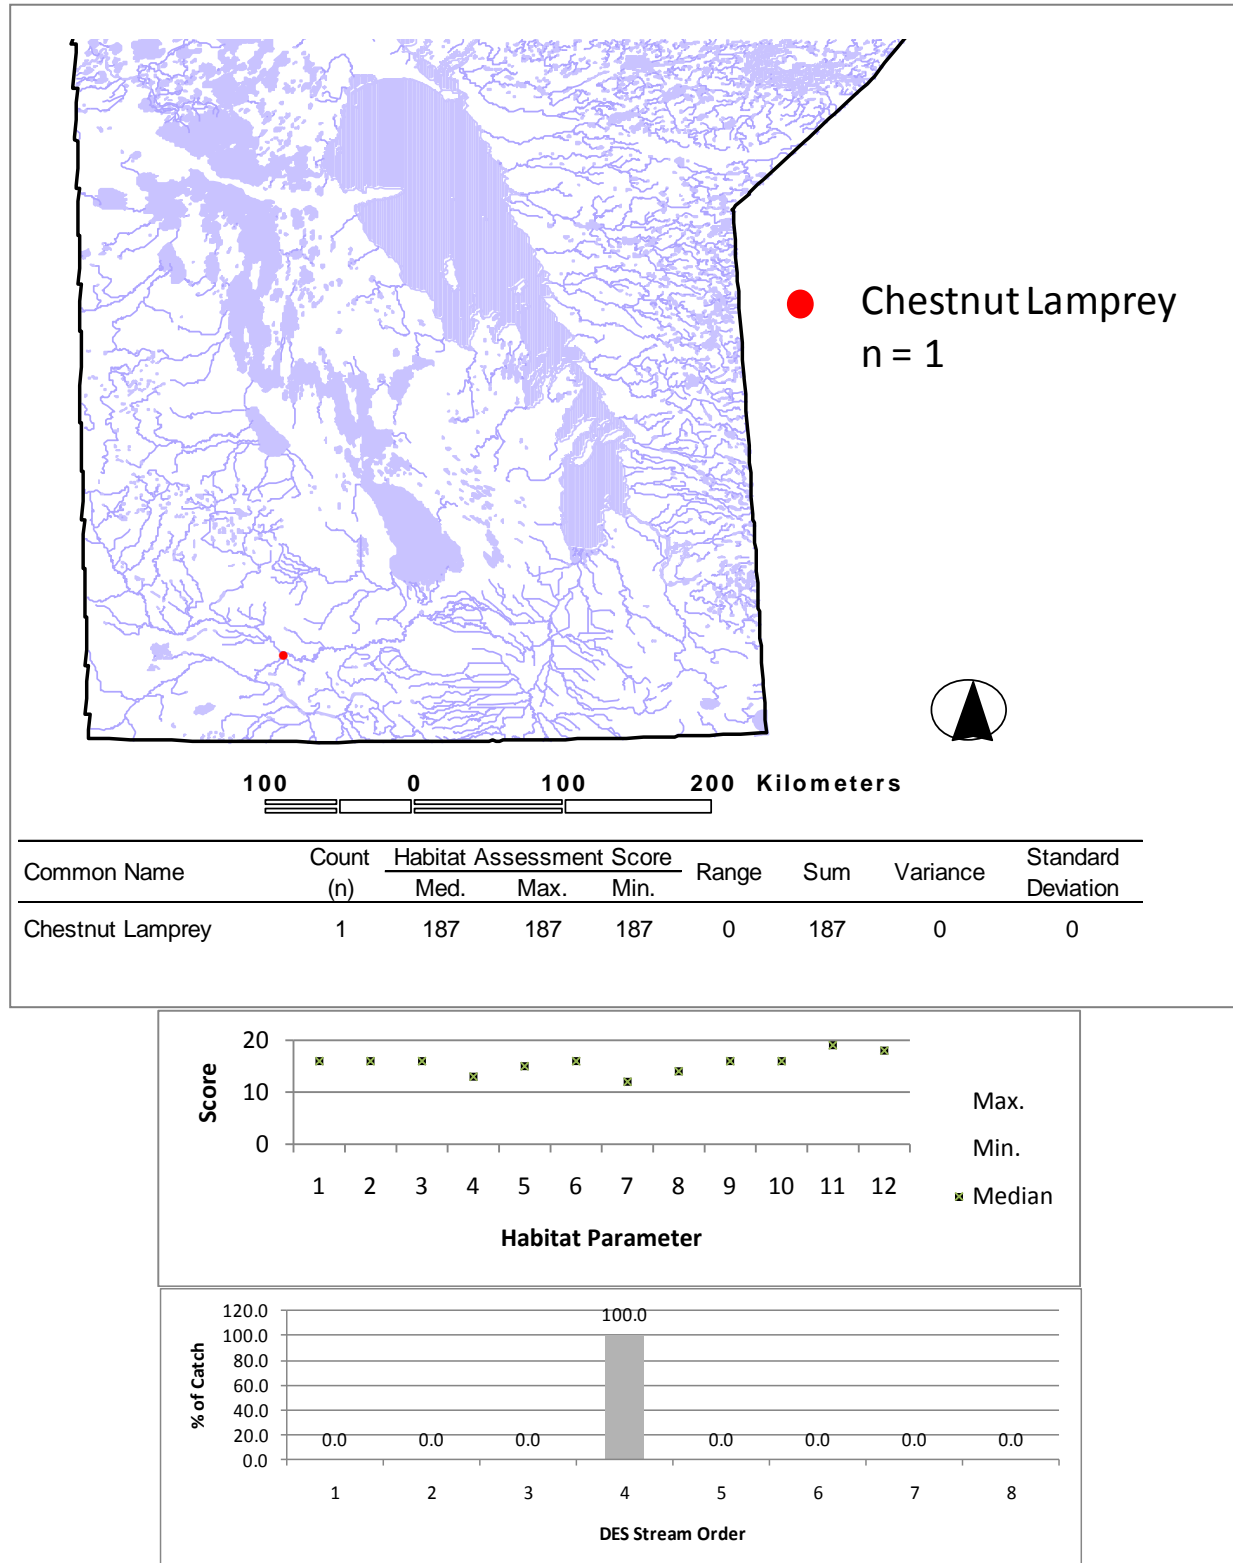 Chestnut Lamprey
n = 1
100 0 100 200 Kilometers
Common Name Count (n) Habitat Assessment Score Range Sum Variance Standard Deviation
Med. Max. Min.
Chestnut Lamprey 1 187 187 187 0 187 0 0
20
10
0
Score
1 2 3 4 5 6 7 8 9 10 11 12
Habitat Parameter
Max.
Min.
Median
120.0
100.0
80.0
60.0
40.0
20.0
0.0
% of Catch
0.0 0.0 0.0 100.0 0.0 0.0 0.0 0.0
1 2 3 4 5 6 7 8
DES Stream Order